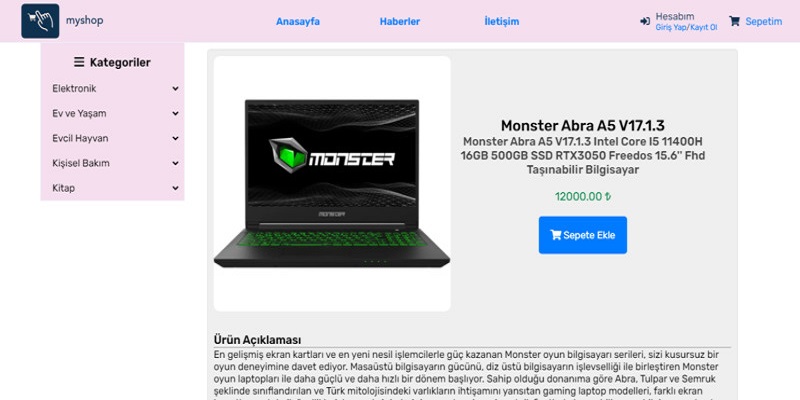 myshop
Anasayfa
Haberler
İletişim
Hesabım
Giriş Yap/Kayıt Ol
Sepetim
Kategoriler
Elektronik
Ev ve Yaşam
Evcil Hayvan
Kişisel Bakım
Kitap
MONSTER
MONSTER
Monster Abra A5 V17.1.3
Monster Abra A5 V17.1.3 Intel Core I5 11400H
16GB 500GB SSD RTX3050 Freedos 15.6'' Fhd
Taşınabilir Bilgisayar
12000.00 ₺
Sepete Ekle
Ürün Açıklaması
En gelişmiş ekran kartları ve en yeni nesil işlemcilerle güç kazanan Monster oyun bilgisayarı serileri, sizi kusursuz bir
oyun deneyimine davet ediyor. Masaüstü bilgisayarın gücünü, diz üstü bilgisayarın işlevselliği ile birleştiren Monster
oyun laptopları ile daha güçlü ve daha hızlı bir dönem başlıyor. Sahip olduğu donanıma göre Abra, Tulpar ve Semruk
şeklinde sınıflandırılan ve Türk mitolojisindeki varlıkların ihtişamını yansıtan gaming laptop modelleri, farklı ekran